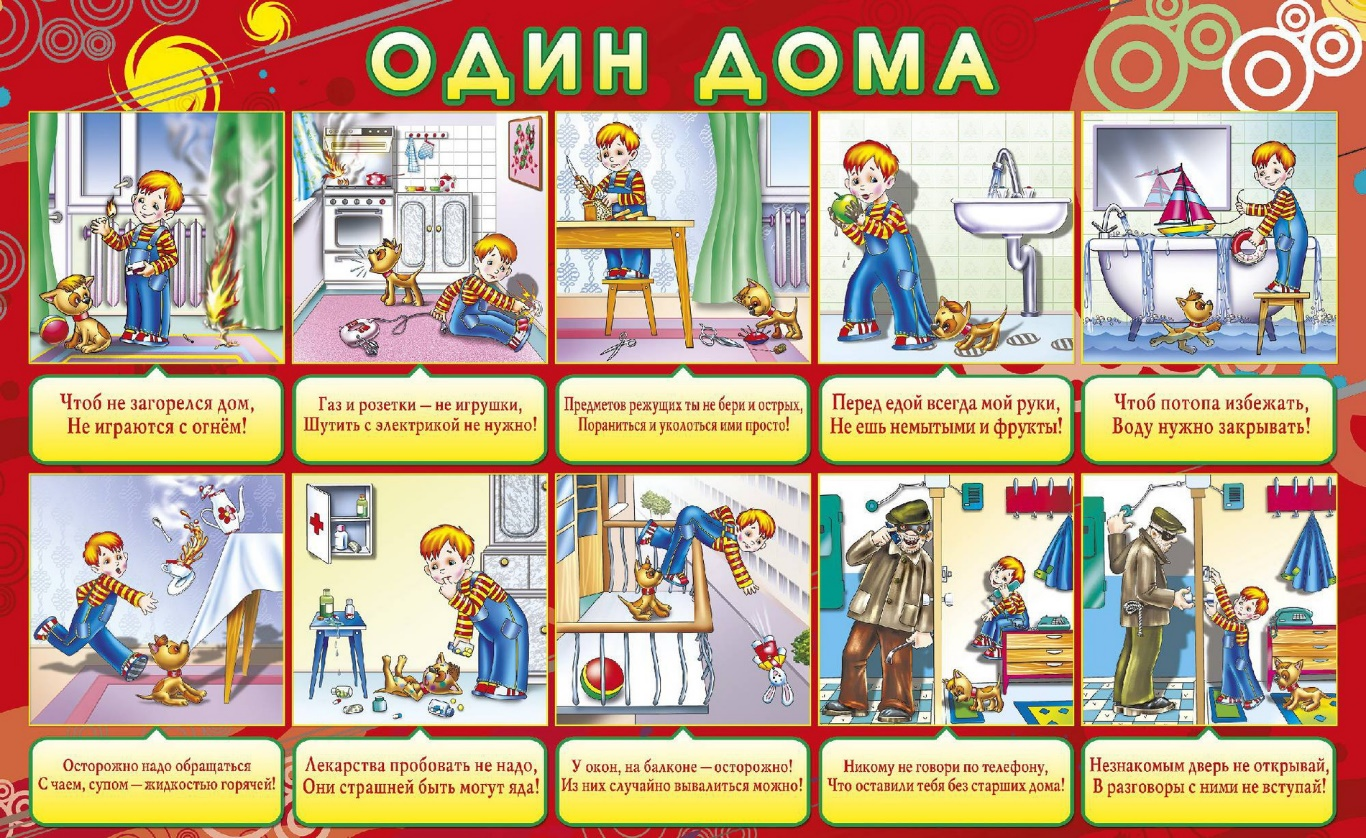 ОДИН ДОМА
Чтоб не загорелся дом,
Не играются с огнём!
Газ и розетки — не игрушки,
Шутить с электрикой не нужно!
Предметов режущих ты не бери и острых,
Пораниться и уколоться ими просто!
Перед едой всегда мой руки,
Не ешь немытыми и фрукты!
Чтоб потопа избежать,
Воду нужно закрывать!
Осторожно надо обращаться
С чаем, супом — жидкостью горячей!
Лекарства пробовать не надо,
Они страшней быть могут яда!
У окон, на балконе — осторожно!
Из них случайно вывалиться можно!
Никому не говори по телефону,
Что оставили тебя без старших дома!
Незнакомым дверь не открывай,
В разговоры с ними не вступай!